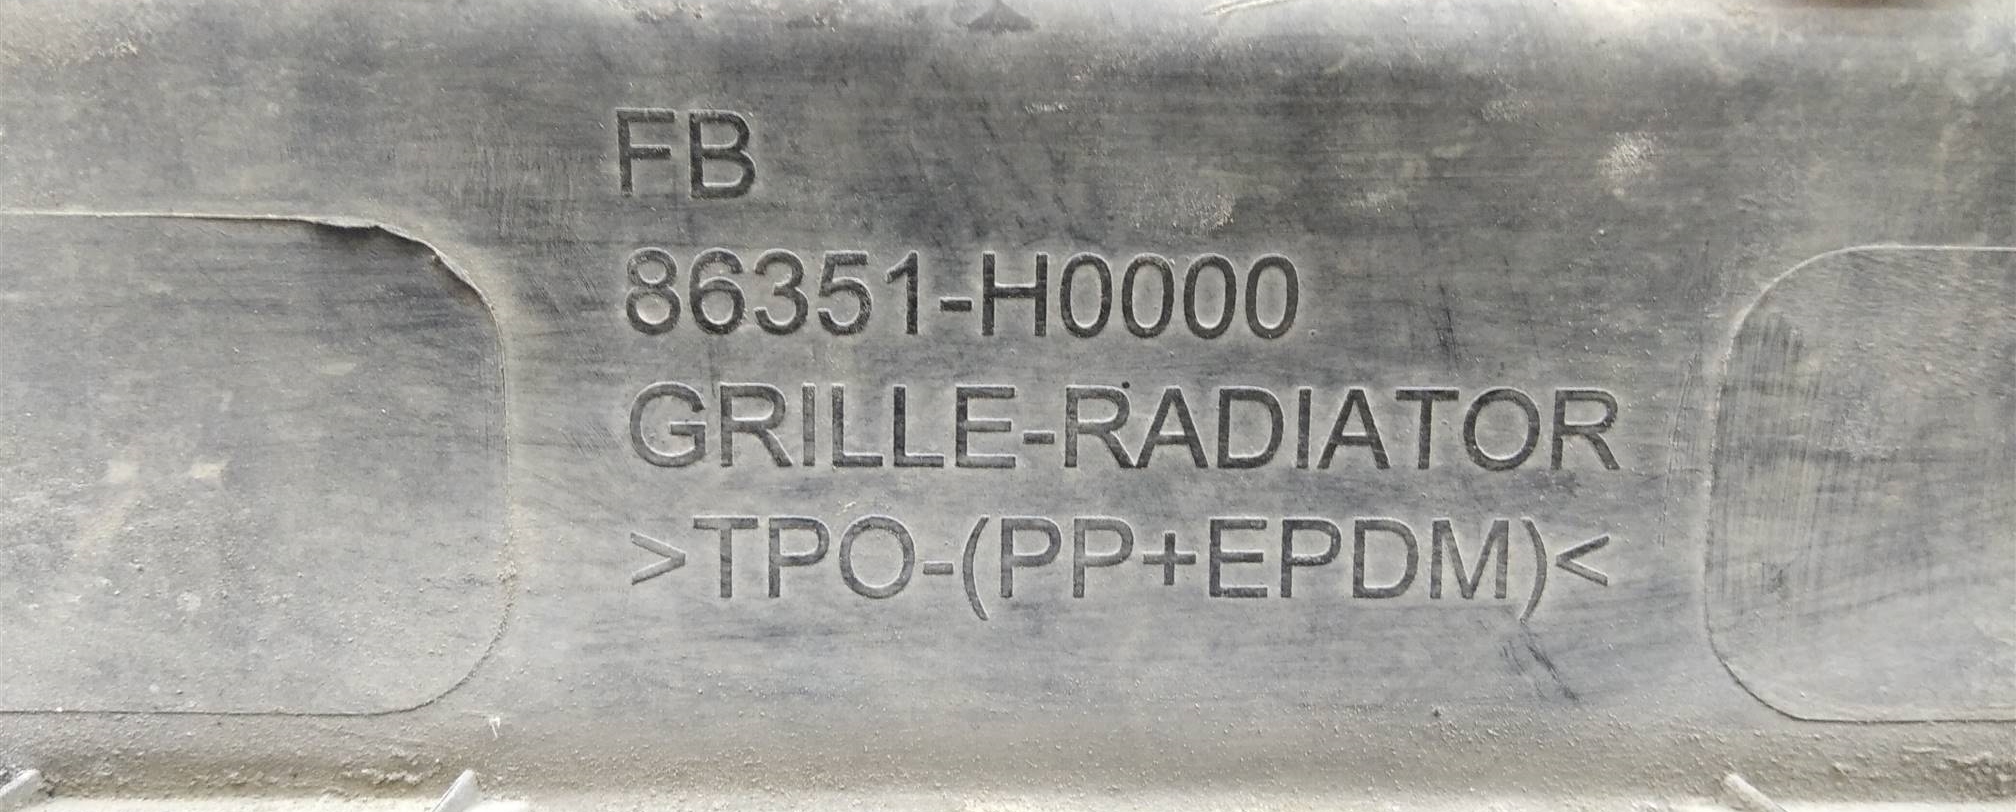 FB
86351-H0000
GRILLE-RADIATOR
>TPO-(PP+EPDM)<